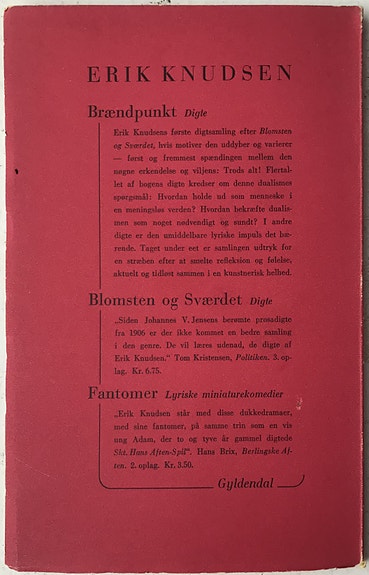 ERIK KNUDSEN
Brændpunkt Digte
Erik Knudsens første digtsamling efter Blomsten
og Sværdet, hvis motiver den uddyber og varierer
— først og fremmest spændingen mellem den
nøgne erkendelse og viljens: Trods alt! Flertal-
let af bogens digte kredser om denne dualismes
spørgsmål: Hvordan holde ud som menneske i
en meningsløs verden? Hvordan bekræfte dualis-
men som noget nødvendigt og sundt? I andre
digte er den umiddelbare lyriske impuls det bæ-
rende. Taget under eet er samlingen udtryk for
en stræben efter at smelte refleksion og følelse,
aktuelt og tidløst sammen i en kunstnerisk helhed.
Blomsten og Sværdet Digte
„Siden Johannes V. Jensens berømte prosadigte
fra 1906 er der ikke kommet en bedre samling
i den genre. De vil læres udenad, de digte af
Erik Knudsen.“ Tom Kristensen, Politiken. 3. op-
lag. Kr. 6.75.
Fantomer Lyriske miniaturekomedier
„Erik Knudsen står med disse dukkedramaer,
med sine fantomer, på samme trin som en vis
ung Adam, der to og tyve år gammel digtede
Skt. Hans Aften-Spil“. Hans Brix, Berlingske Af-
ten. 2. oplag. Kr. 3.50.
Gyldendal